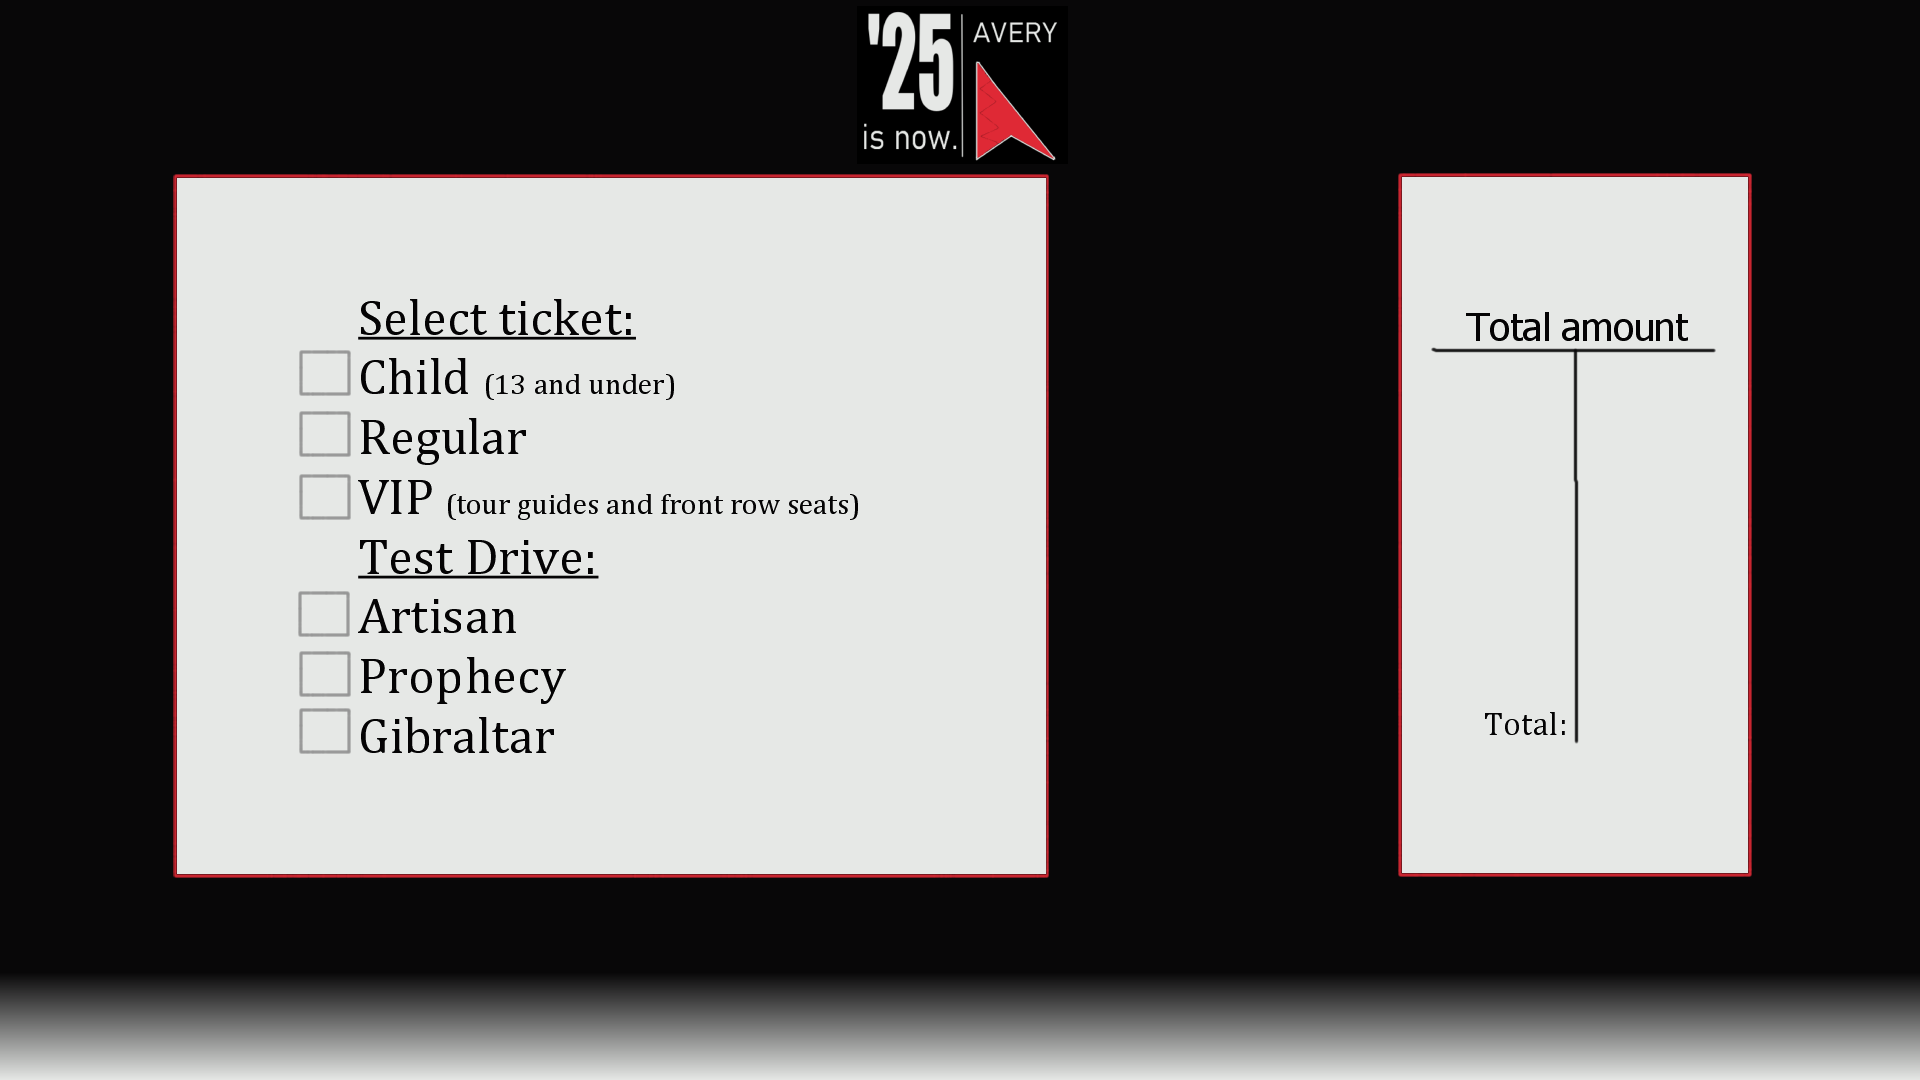 '25
is now.
AVERY
Select ticket:
Child (13 and under)
Regular
VIP (tour guides and front row seats)
Test Drive:
Artisan
Prophecy
Gibraltar
Total amount
Total: